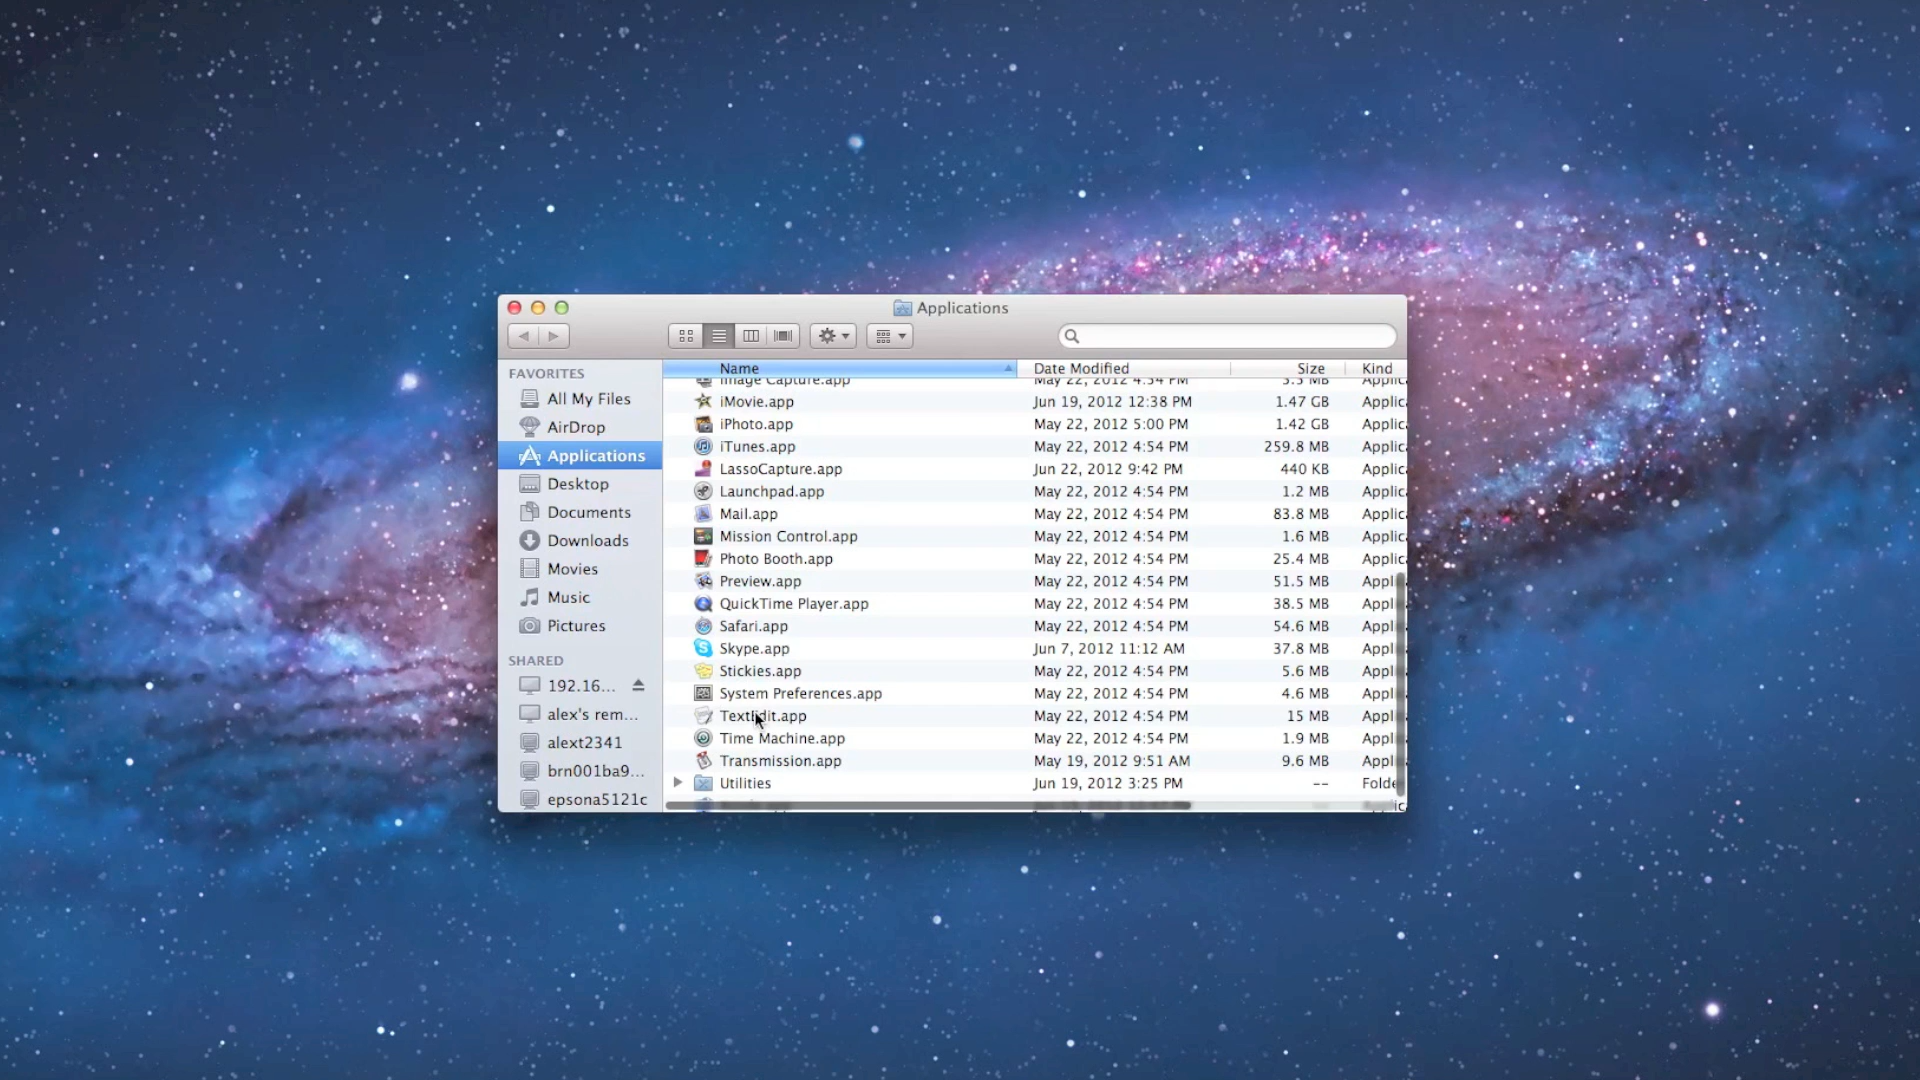 Applications
Name Date Modified Size Kind
Image Capture.app May 22, 2012 4:54 PM 3.3 MB Applic
iMovie.app Jun 19, 2012 12:38 PM 1.47 GB Applic
iPhoto.app May 22, 2012 5:00 PM 1.42 GB Applic
iTunes.app May 22, 2012 4:54 PM 259.8 MB Applic
LassoCapture.app Jun 22, 2012 9:42 PM 440 KB Applic
Launchpad.app May 22, 2012 4:54 PM 1.2 MB Applic
Mail.app May 22, 2012 4:54 PM 83.8 MB Applic
Mission Control.app May 22, 2012 4:54 PM 1.6 MB Applic
Photo Booth.app May 22, 2012 4:54 PM 25.4 MB Applic
Preview.app May 22, 2012 4:54 PM 51.5 MB Appli
QuickTime Player.app May 22, 2012 4:54 PM 38.5 MB Appli
Safari.app May 22, 2012 4:54 PM 54.6 MB Appli
Skype.app Jun 7, 2012 11:12 AM 37.8 MB Appli
Stickies.app May 22, 2012 4:54 PM 5.6 MB Appli
System Preferences.app May 22, 2012 4:54 PM 4.6 MB Appli
TextEdit.app May 22, 2012 4:54 PM 15 MB Appli
Time Machine.app May 22, 2012 4:54 PM 1.9 MB Appli
Transmission.app May 19, 2012 9:51 AM 9.6 MB Appli
Utilities Jun 19, 2012 3:25 PM -- Folde
FAVORITES
All My Files
AirDrop
Applications
Desktop
Documents
Downloads
Movies
Music
Pictures
SHARED
192.16...
alex's rem...
alext2341
brn001ba9...
epsona5121c